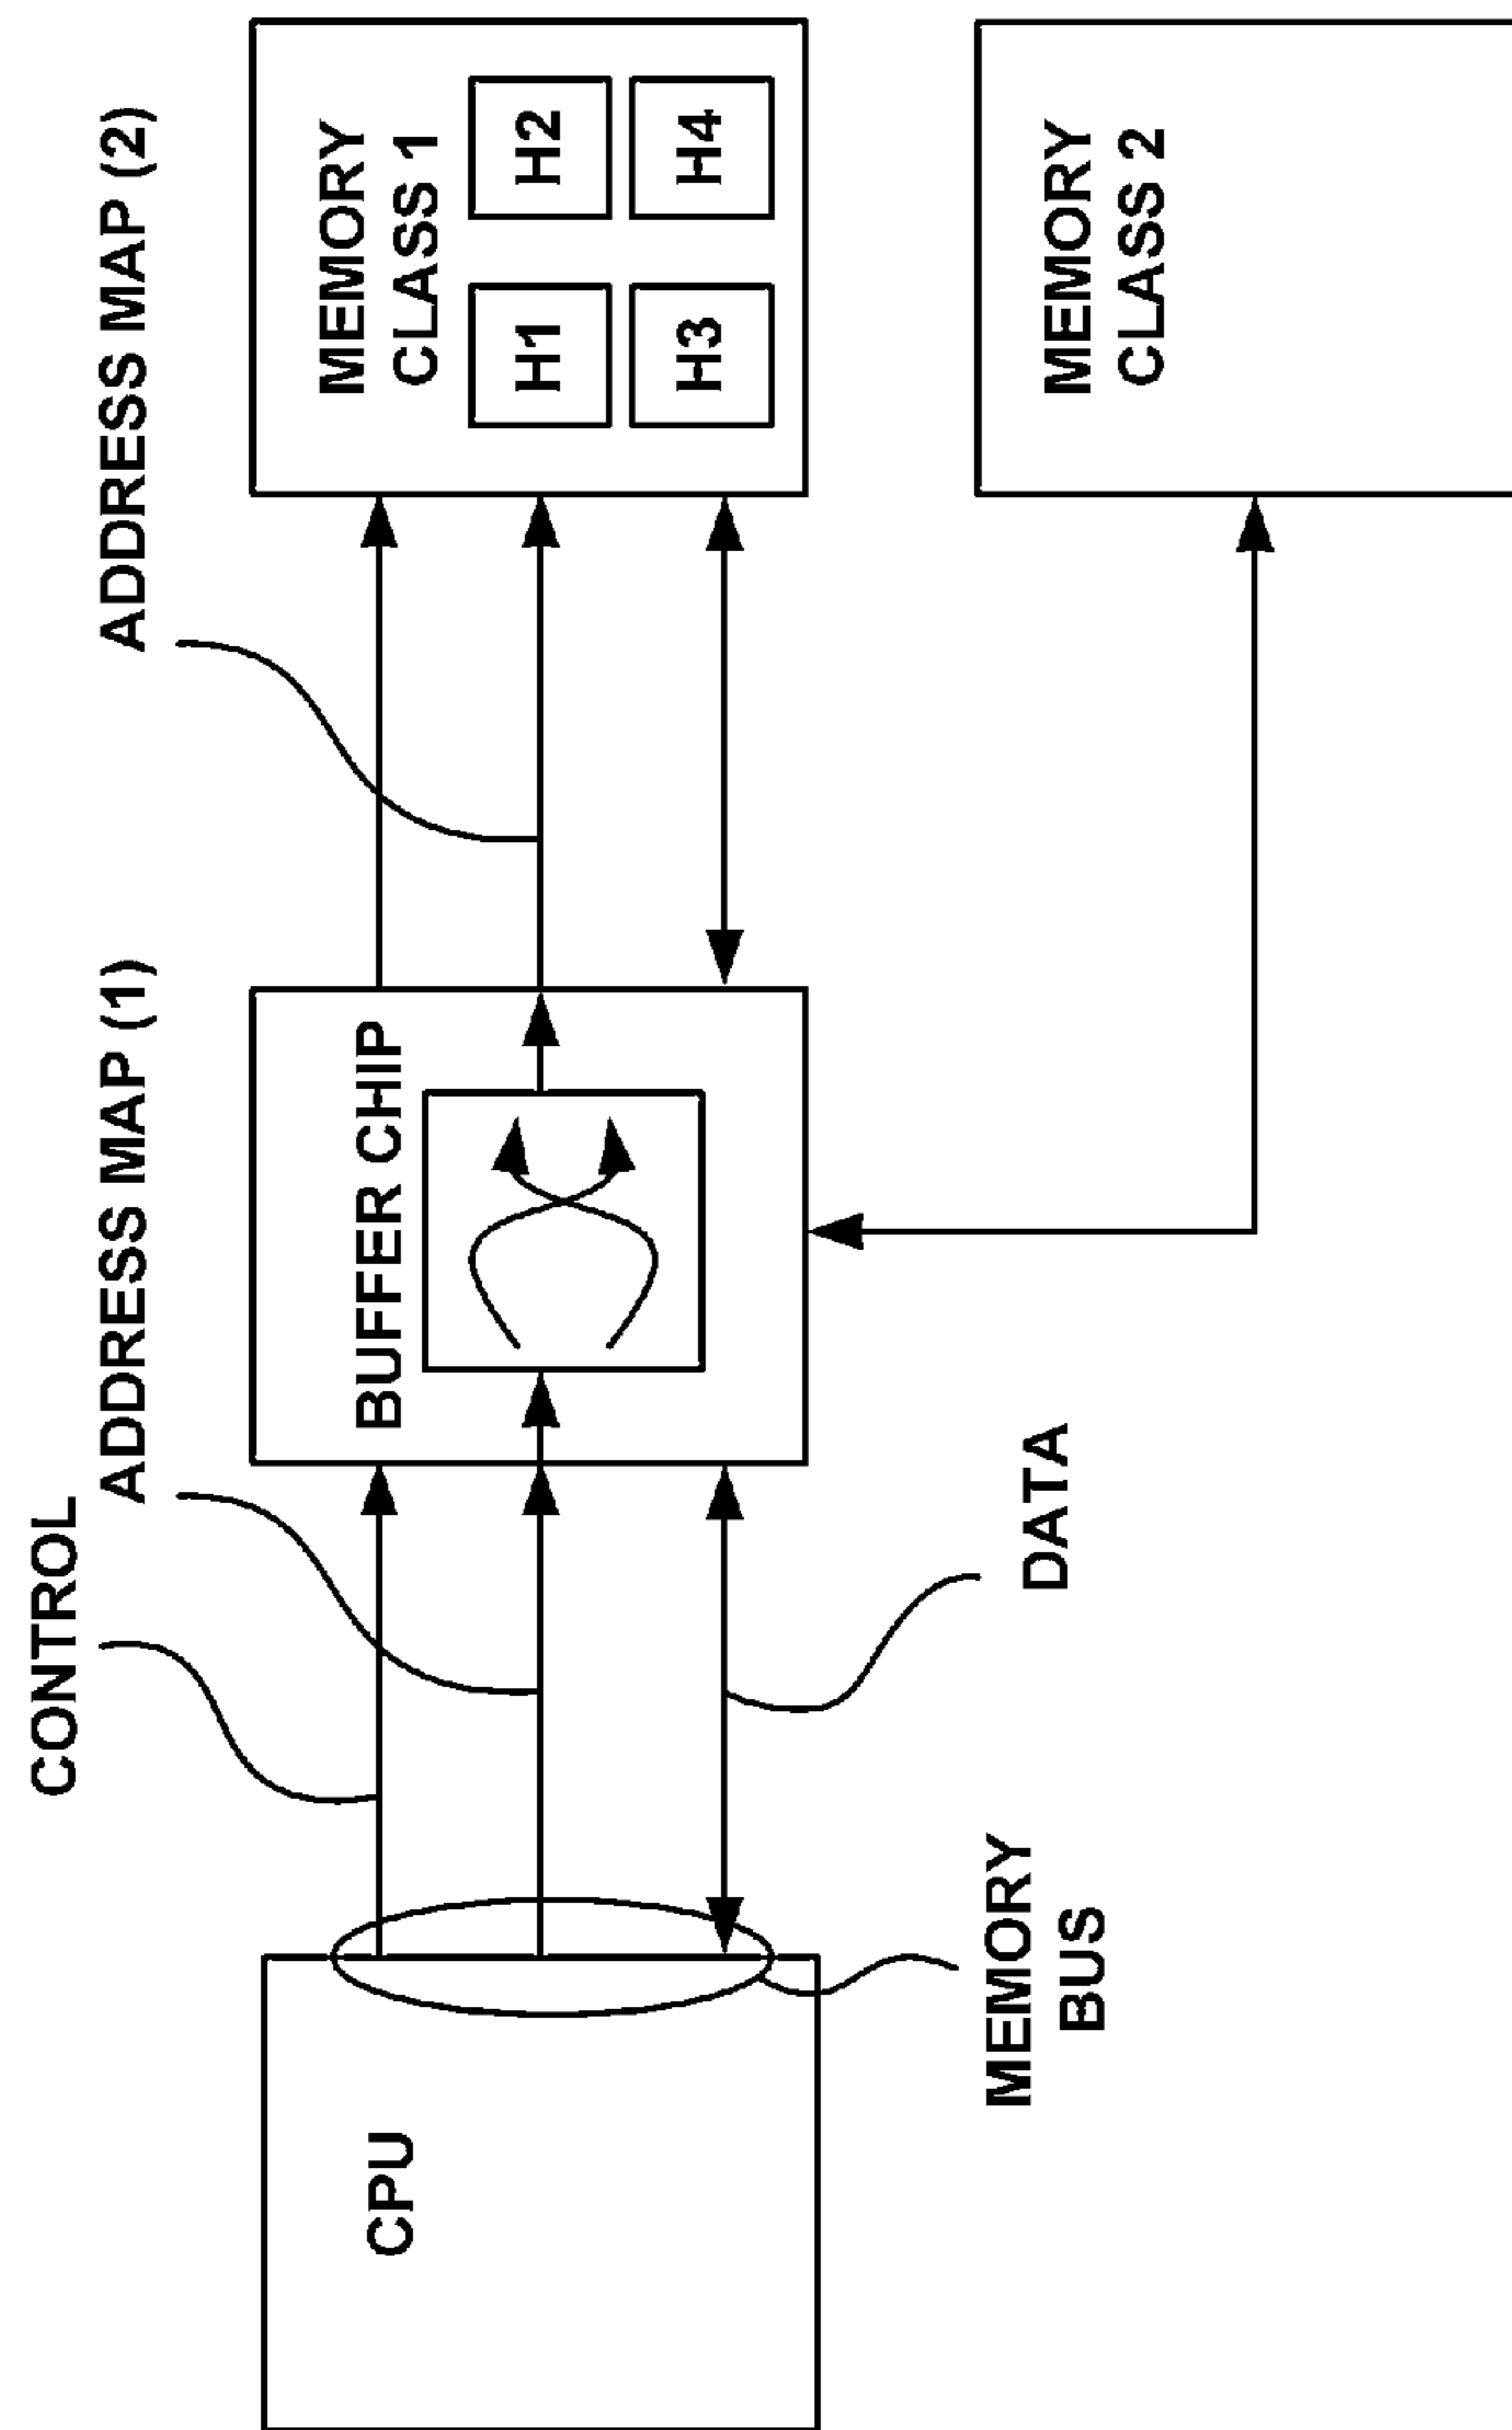 CONTROL
ADDRESS MAP (1)
ADDRESS MAP (2)
CPU
BUFFER CHIP
MEMORY
CLASS 1
H1
H2
H3
H4
MEMORY
BUS
DATA
MEMORY
CLASS 2